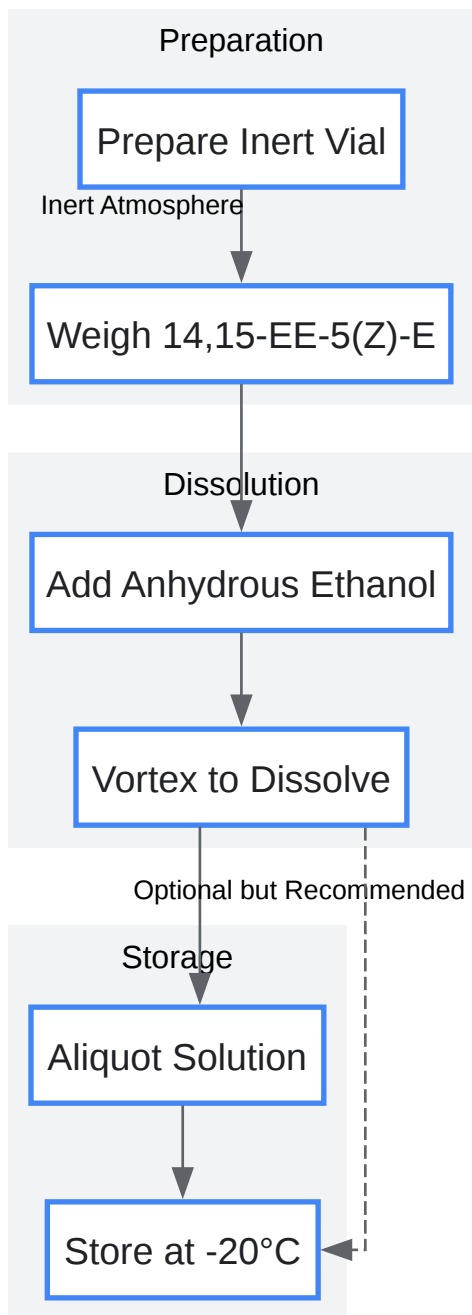 Preparation
Prepare Inert Vial
Inert Atmosphere
Weigh 14,15-EE-5(Z)-E
Dissolution
Add Anhydrous Ethanol
Vortex to Dissolve
Optional but Recommended
Storage
Aliquot Solution
Store at -20°C